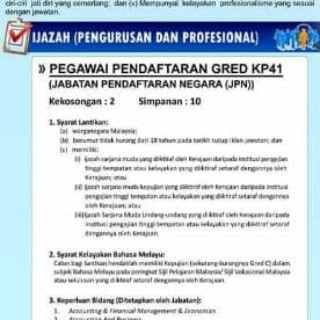 ciri-ciri jati diri yang cemerlang; dan (v) Mempunyai kelayakan profesionalisme yang sesuai
dengan jawatan.
IJAZAH (PENGURUSAN DAN PROFESIONAL)
» PEGAWAI PENDAFTARAN GRED KP41
(JABATAN PENDAFTARAN NEGARA (JPN))
Kekosongan : 2 Simpanan : 10
1. Syarat Lantikan:
(a) warganegara Malaysia;
(b) berumur tidak kurang dari 18 tahun pada tarikh tutup iklan jawatan; dan
(c) memiliki:
(i) ijazah sarjana muda yang diiktiraf oleh Kerajaan daripada institusi pengajian
tinggi tempatan atau kelayakan yang diiktiraf setaraf dengannya oleh
Kerajaan; atau
(ii) ijazah sarjana muda kepujian yang diiktiraf oleh Kerajaan daripada institusi
pengajian tinggi tempatan atau kelayakan yang diiktiraf setaraf dengannya
oleh Kerajaan; atau
(iii) Ijazah Sarjana Muda Undang-undang yang diiktiraf oleh Kerajaan daripada
institusi pengajian tinggi tempatan atau kelayakan yang diiktiraf setaraf
dengannya oleh Kerajaan.
2. Syarat Kelayakan Bahasa Melayu:
Calon bagi lantikan hendaklah memiliki Kepujian (sekurang-kurangnya Gred C) dalam
subjek Bahasa Melayu pada peringkat Sijil Pelajaran Malaysia/ Sijil Vokasional Malaysia
atau kelulusan yang diiktiraf setaraf dengannya oleh Kerajaan.
3. Keperluan Bidang (Ditetapkan oleh Jabatan):
1. Accounting & Financial Management & Economics
2. Accounting And Business